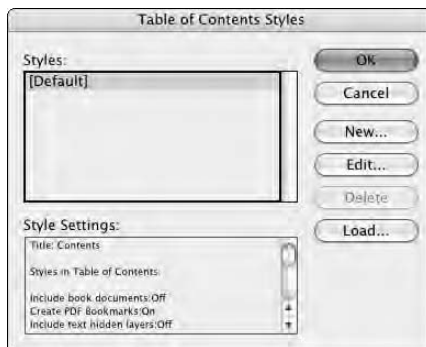 Table of Contents Styles
Styles:
[Default]
OK
Cancel
New...
Edit...
Delete
Load...
Style Settings:
Title: Contents
Styles in Table of Contents:
Include book documents:Off
Create PDF Bookmarks:On
Include text hidden layers:Off